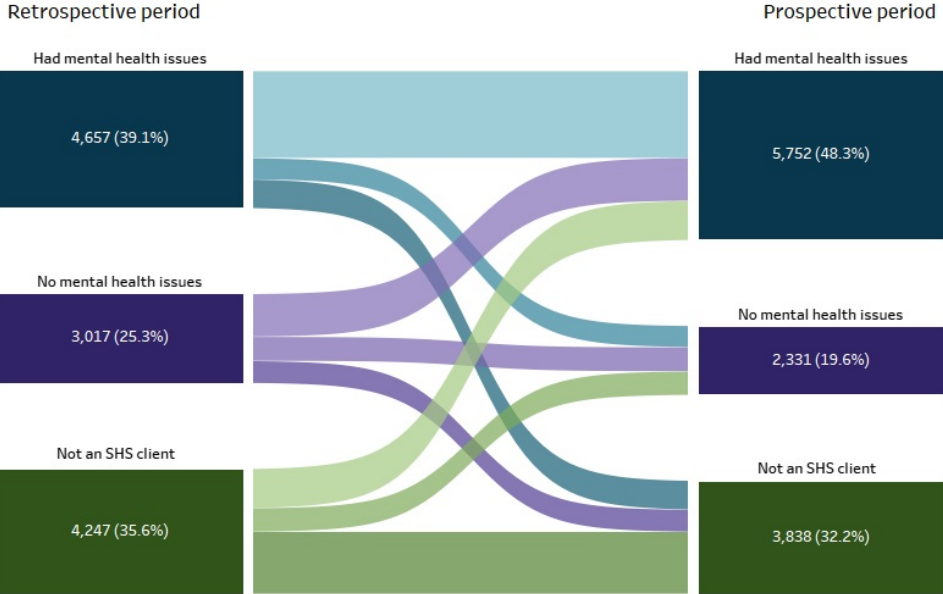 Retrospective period
Prospective period
Had mental health issues
Had mental health issues
4,657 (39.1%)
5,752 (48.3%)
No mental health issues
No mental health issues
3,017 (25.3%)
2,331 (19.6%)
Not an SHS client
Not an SHS client
4,247 (35.6%)
3,838 (32.2%)